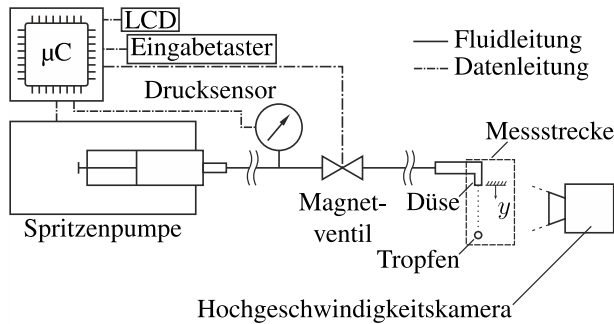 LCD
Eingabetaster
µC
Fluidleitung
Datenleitung
Drucksensor
Messstrecke
Spritzenpumpe
Magnet-
ventil
Düse
y
Tropfen
Hochgeschwindigkeitskamera